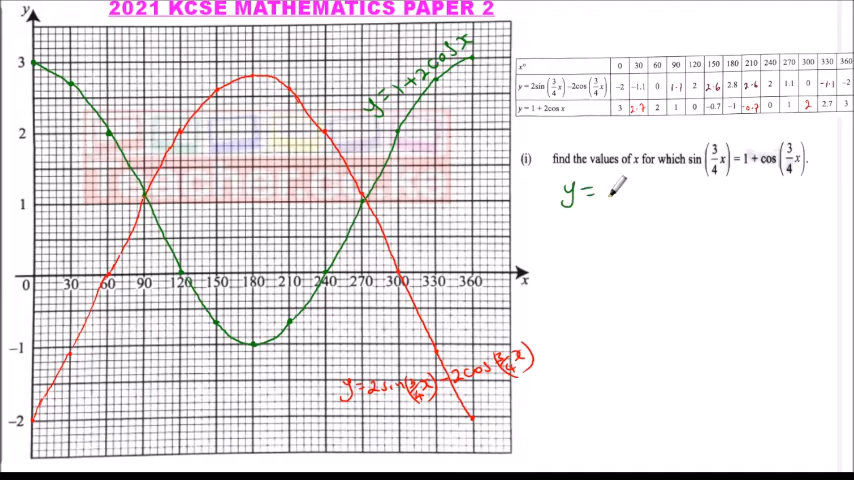 2021 KCSE MATHEMATICS PAPER 2
y
3
2
1
0 30 60 90 120 150 180 210 240 270 300 330 360 x
−1
−2
y=1+2cosx
y=2sin(3/4 x)−2cos(3/4 x)
x° 0 30 60 90 120 150 180 210 240 270 300 330 360
y = 2sin(3/4 x) −2cos(3/4 x) −2 −1.1 0 1.1 2 2.6 2.8 2.6 2 1.1 0 −1.1 −2
y = 1 + 2cosx 3 2.7 2 1 0 −0.7 −1 −0.7 0 1 2 2.7 3
(i) find the values of x for which sin(3/4 x) = 1 + cos(3/4 x).
y =